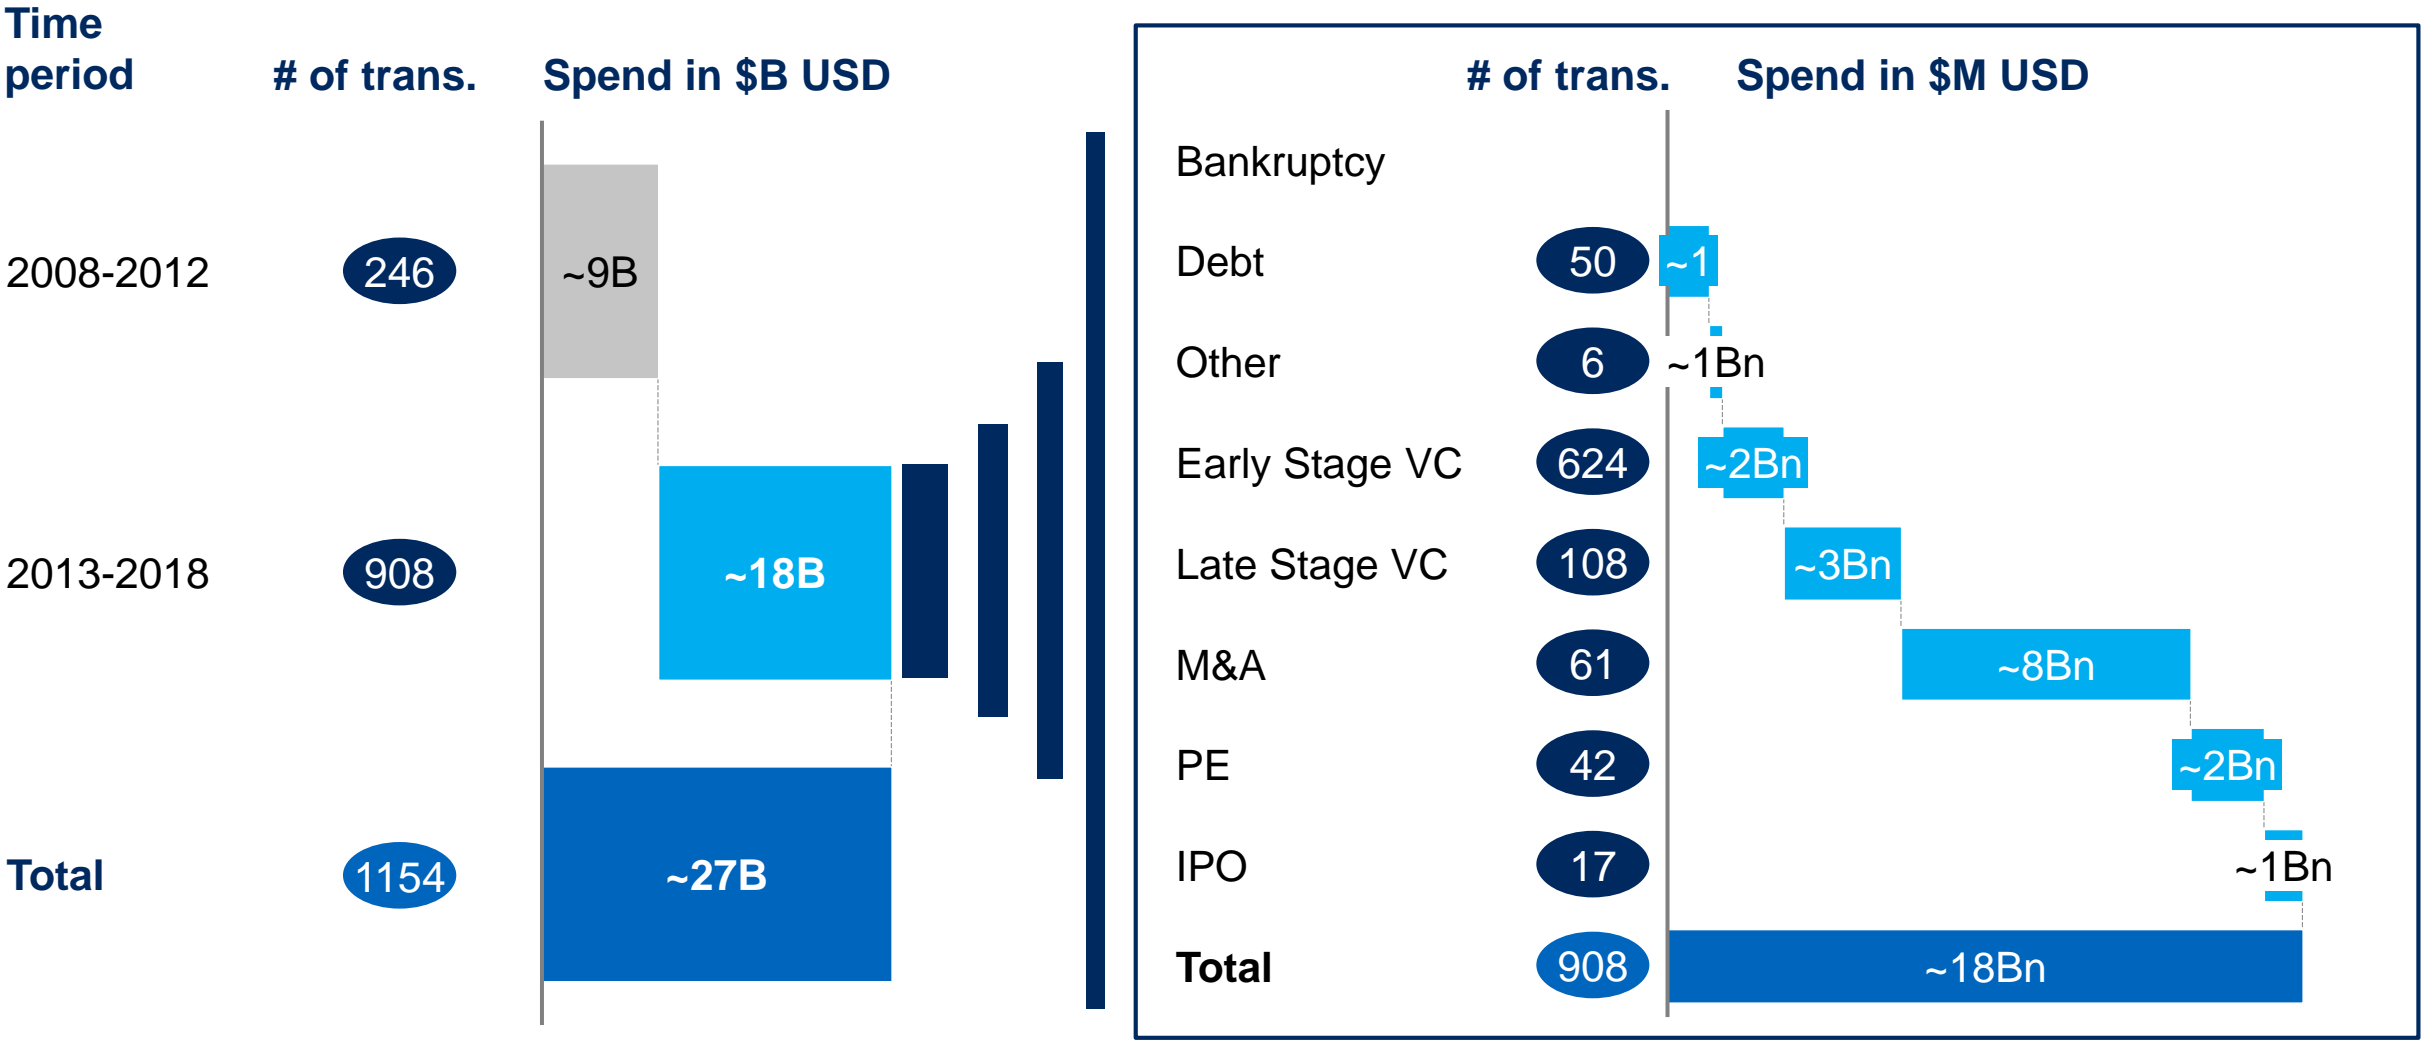 Time
period
# of trans.
Spend in $B USD
2008-2012
246
~9B
2013-2018
908
~18B
Total
1154
~27B
# of trans.
Spend in $M USD
Bankruptcy
Debt
50
~1
Other
6
~1Bn
Early Stage VC
624
~2Bn
Late Stage VC
108
~3Bn
M&A
61
~8Bn
PE
42
~2Bn
IPO
17
~1Bn
Total
908
~18Bn